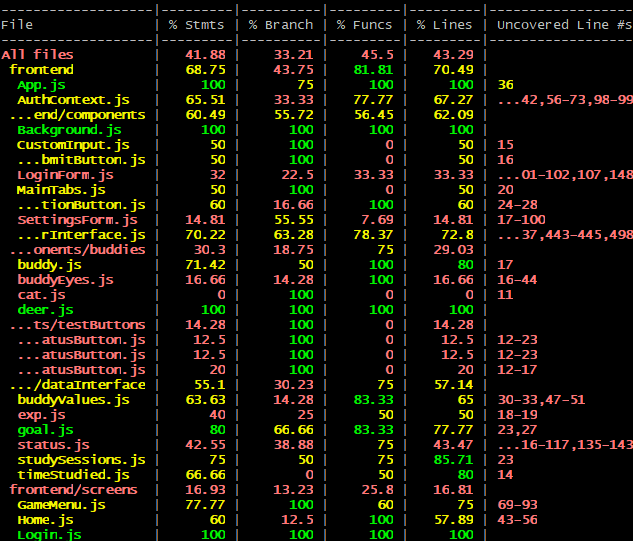 --------------------|---------|----------|---------|---------|-------------------
File                | % Stmts | % Branch | % Funcs | % Lines | Uncovered Line #s
--------------------|---------|----------|---------|---------|-------------------
All files           |   41.88 |    33.21 |    45.5 |   43.29 |
 frontend           |   68.75 |    43.75 |   81.81 |   70.49 |
  App.js            |     100 |       75 |     100 |     100 | 36
  AuthContext.js    |   65.51 |    33.33 |   77.77 |   67.27 | ...42,56-73,98-99
 ...end/components  |   60.49 |    55.72 |   56.45 |   62.09 |
  Background.js     |     100 |      100 |     100 |     100 |
  CustomInput.js    |      50 |      100 |       0 |      50 | 15
  ...bmitButton.js  |      50 |      100 |       0 |      50 | 16
  LoginForm.js      |      32 |     22.5 |   33.33 |   33.33 | ...01-102,107,148
  MainTabs.js       |      50 |      100 |       0 |      50 | 20
  ...tionButton.js  |      60 |    16.66 |     100 |      60 | 24-28
  SettingsForm.js   |   14.81 |    55.55 |    7.69 |   14.81 | 17-100
  ...rInterface.js  |   70.22 |    63.28 |   78.37 |    72.8 | ...37,443-445,498
 ...onents/buddies  |    30.3 |    18.75 |      75 |   29.03 |
  buddy.js          |   71.42 |       50 |     100 |      80 | 17
  buddyEyes.js      |   16.66 |    14.28 |     100 |   16.66 | 16-44
  cat.js            |       0 |      100 |       0 |       0 | 11
  deer.js           |     100 |      100 |     100 |     100 |
 ...ts/testButtons  |   14.28 |      100 |       0 |   14.28 |
  ...atusButton.js  |    12.5 |      100 |       0 |    12.5 | 12-23
  ...atusButton.js  |    12.5 |      100 |       0 |    12.5 | 12-23
  ...atusButton.js  |      20 |      100 |       0 |      20 | 12-17
 .../dataInterface  |    55.1 |    30.23 |      75 |   57.14 |
  buddyValues.js    |   63.63 |    14.28 |   83.33 |      65 | 30-33,47-51
  exp.js            |      40 |       25 |      50 |      50 | 18-19
  goal.js           |      80 |    66.66 |   83.33 |   77.77 | 23,27
  status.js         |   42.55 |    38.88 |      75 |   43.47 | ...16-117,135-143
  studySessions.js  |      75 |       50 |      75 |   85.71 | 23
  timeStudied.js    |   66.66 |        0 |      50 |      80 | 14
 frontend/screens   |   16.93 |    13.23 |    25.8 |   16.81 |
  GameMenu.js       |   77.77 |      100 |      60 |      75 | 69-93
  Home.js           |      60 |     12.5 |     100 |   57.89 | 43-56
  Login.js          |     100 |      100 |     100 |     100 |